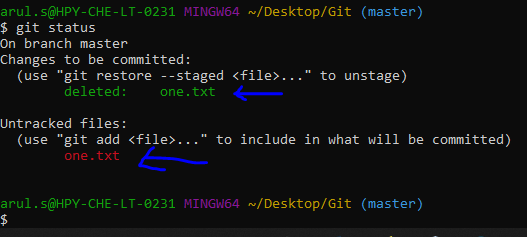 arul.s@HPY-CHE-LT-0231 MINGW64 ~/Desktop/Git (master)
$ git status
On branch master
Changes to be committed:
  (use "git restore --staged <file>..." to unstage)
        deleted:    one.txt

Untracked files:
  (use "git add <file>..." to include in what will be committed)
        one.txt

arul.s@HPY-CHE-LT-0231 MINGW64 ~/Desktop/Git (master)
$